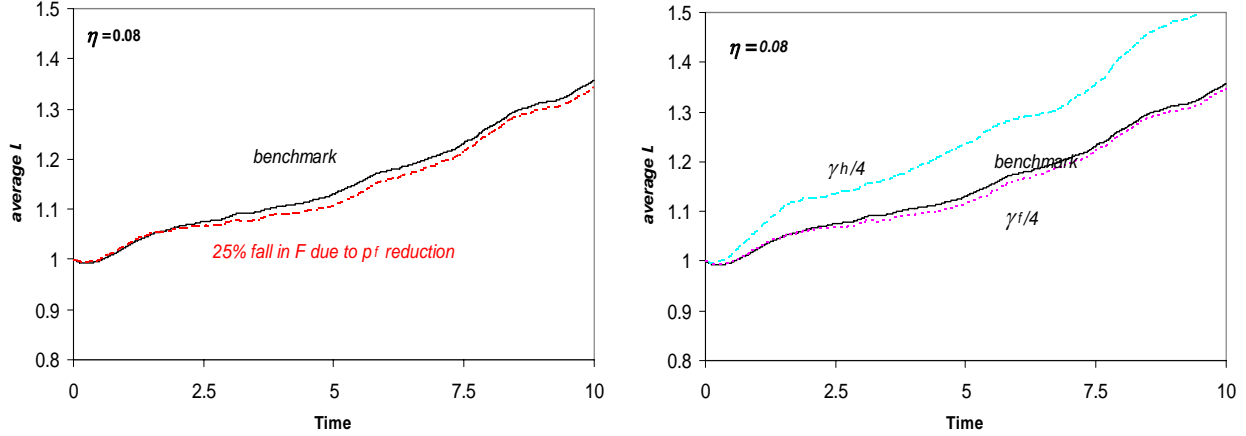 1.5
η = 0.08
1.4
1.3
1.2
1.1
1
0.9
0.8
average L
benchmark
25% fall in F due to pf reduction
0
2.5
5
7.5
10
Time
1.5
η = 0.08
1.4
1.3
1.2
1.1
1
0.9
0.8
average L
γh/4
benchmark
γf/4
0
2.5
5
7.5
10
Time